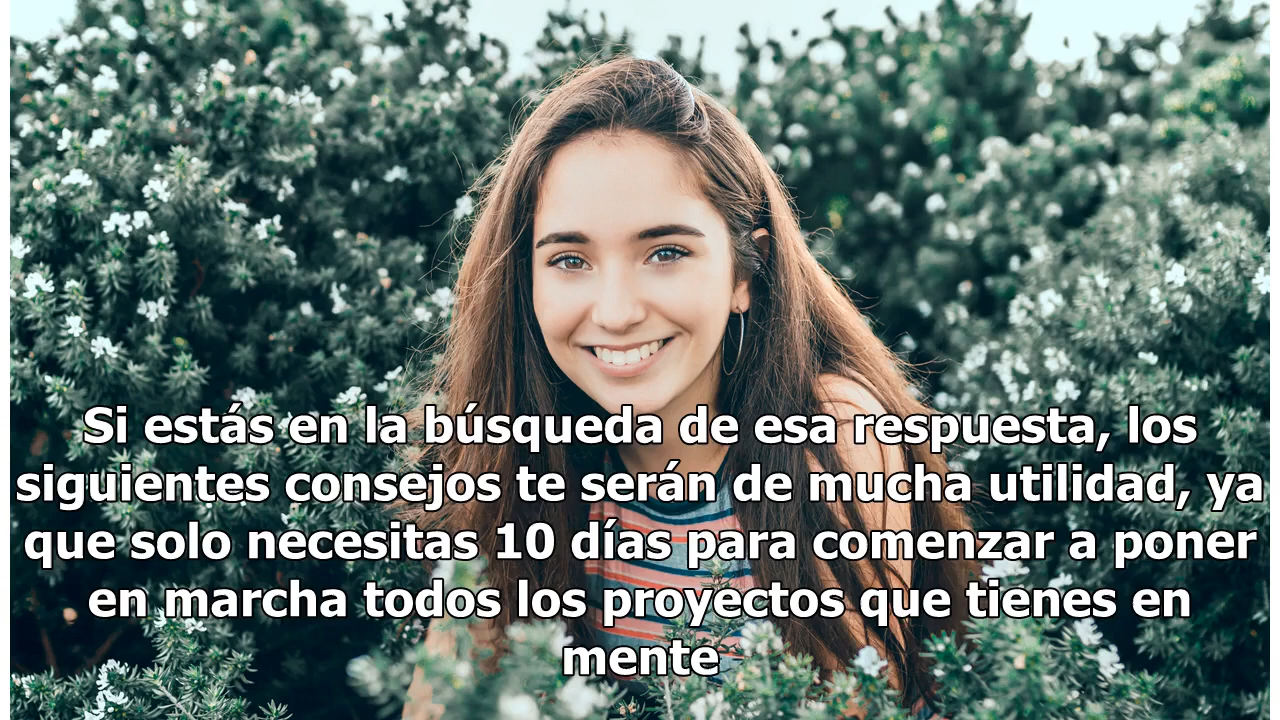 Si estás en la búsqueda de esa respuesta, los
siguientes consejos te serán de mucha utilidad, ya
que solo necesitas 10 días para comenzar a poner
en marcha todos los proyectos que tienes en
mente